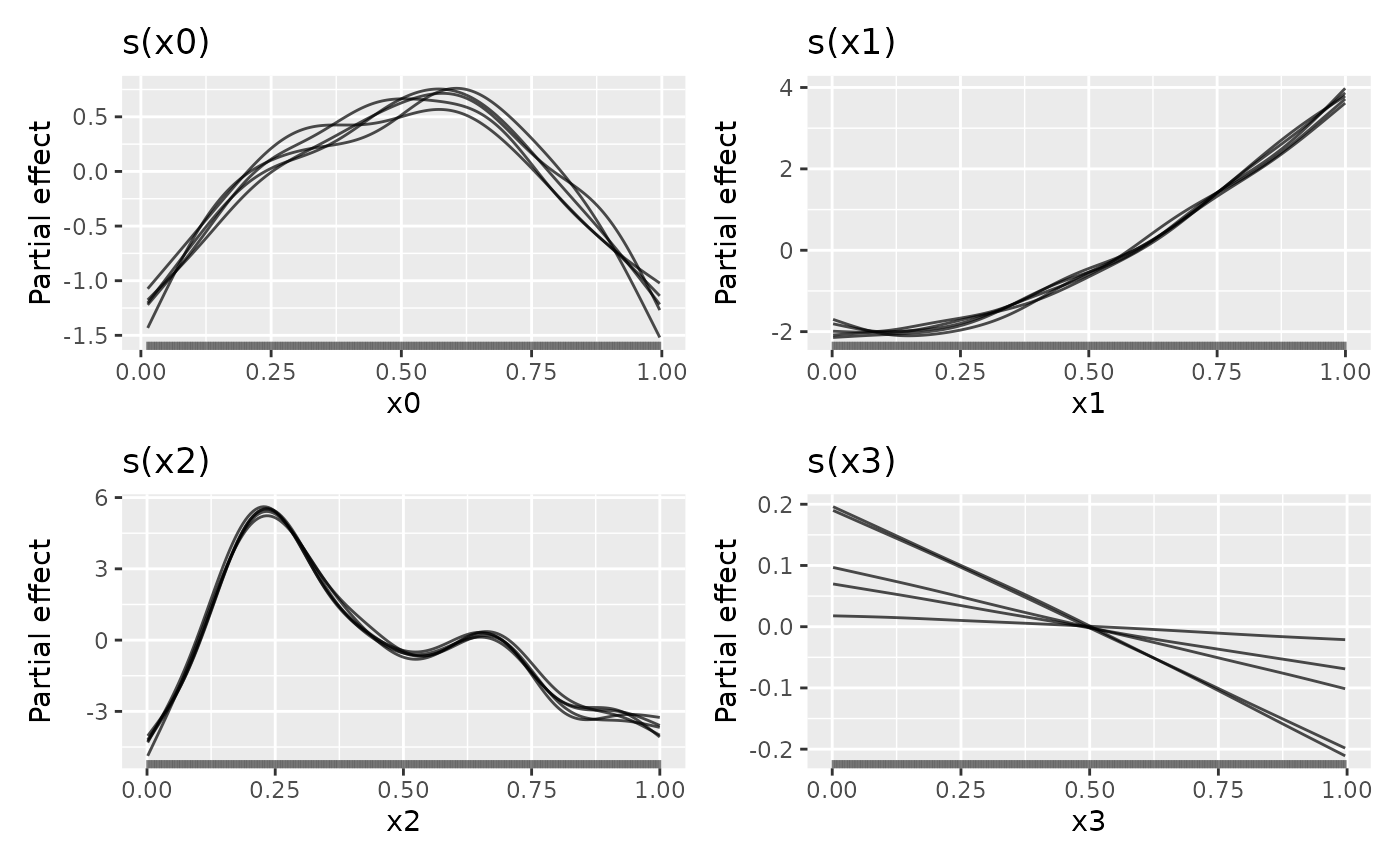 s(x0)
Partial effect
0.5
0.0
-0.5
-1.0
-1.5
0.00 0.25 0.50 0.75 1.00
x0
s(x1)
Partial effect
4
2
0
-2
0.00 0.25 0.50 0.75 1.00
x1
s(x2)
Partial effect
6
3
0
-3
0.00 0.25 0.50 0.75 1.00
x2
s(x3)
Partial effect
0.2
0.1
0.0
-0.1
-0.2
0.00 0.25 0.50 0.75 1.00
x3